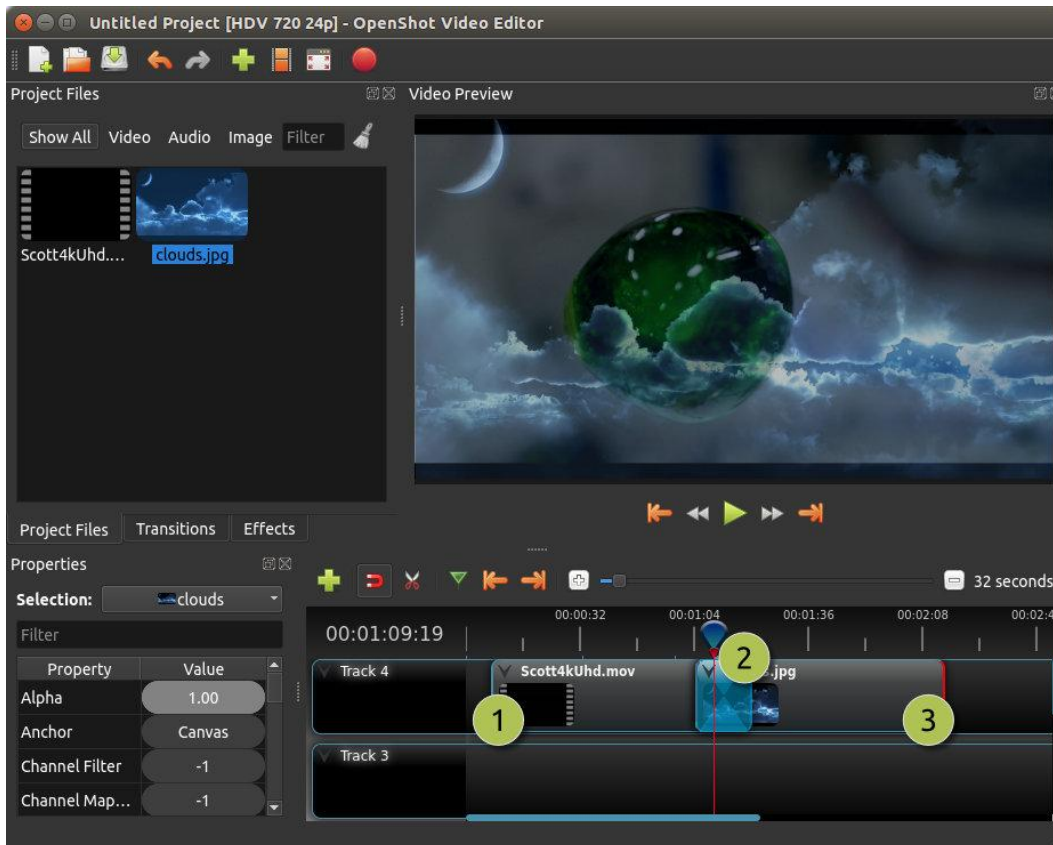 Untitled Project [HDV 720 24p] - OpenShot Video Editor
Project Files
Video Preview
Show All Video Audio Image Filter
Scott4kUhd.... clouds.jpg
Project Files Transitions Effects
Properties
Selection: clouds
32 seconds
Filter
00:01:09:19
00:00:32 00:01:04 00:01:36 00:02:08 00:02:4
Property Value
Alpha 1.00
Anchor Canvas
Channel Filter -1
Channel Map... -1
Track 4
Scott4kUhd.mov
s.jpg
1
2
3
Track 3